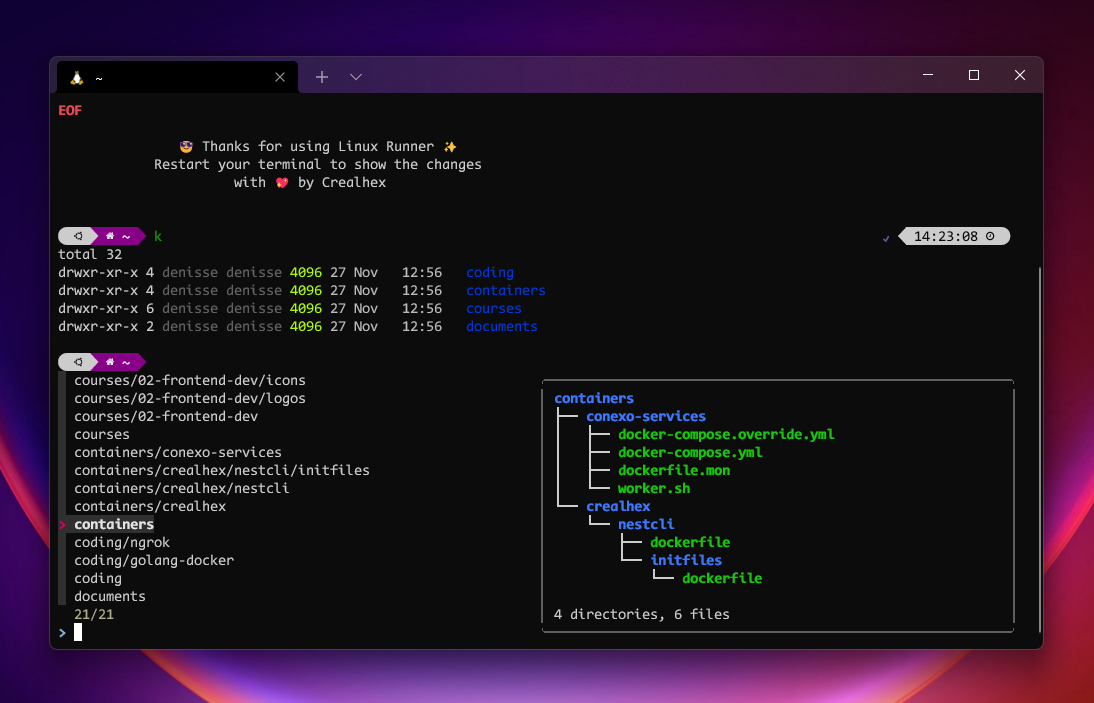 ~
EOF
😎 Thanks for using Linux Runner ✨
Restart your terminal to show the changes
with 💖 by Crealhex
~ k ✓ 14:23:08
total 32
drwxr-xr-x 4 denisse denisse 4096 27 Nov 12:56 coding
drwxr-xr-x 4 denisse denisse 4096 27 Nov 12:56 containers
drwxr-xr-x 6 denisse denisse 4096 27 Nov 12:56 courses
drwxr-xr-x 2 denisse denisse 4096 27 Nov 12:56 documents
~
courses/02-frontend-dev/icons
courses/02-frontend-dev/logos
courses/02-frontend-dev
courses
containers/conexo-services
containers/crealhex/nestcli/initfiles
containers/crealhex/nestcli
containers/crealhex
> containers
coding/ngrok
coding/golang-docker
coding
documents
21/21
>
containers
├── conexo-services
│   ├── docker-compose.override.yml
│   ├── docker-compose.yml
│   ├── dockerfile.mon
│   └── worker.sh
└── crealhex
    └── nestcli
        ├── dockerfile
        └── initfiles
            └── dockerfile
4 directories, 6 files